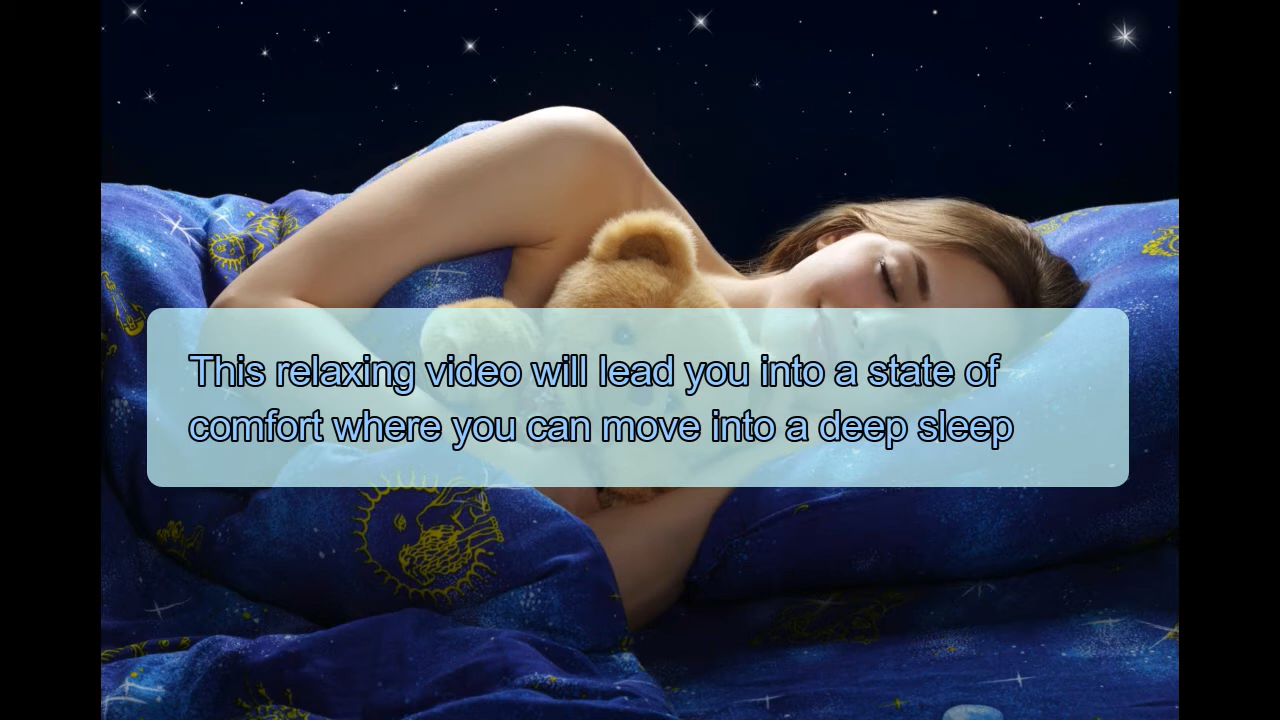 This relaxing video will lead you into a state of
comfort where you can move into a deep sleep